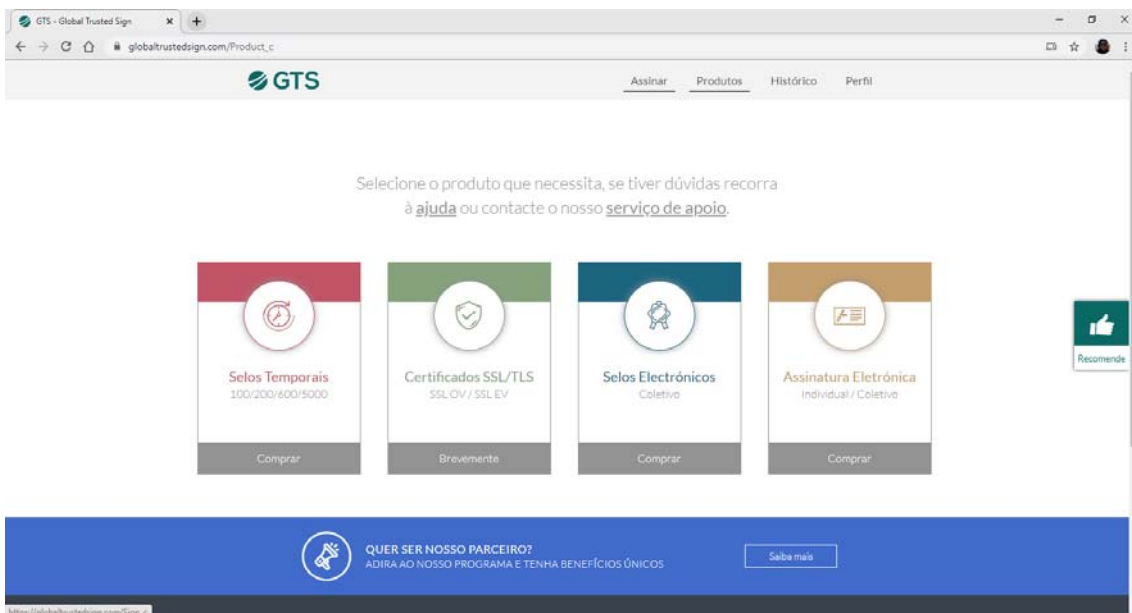 GTS - Global Trusted Sign
globaltrustedsign.com/Product_c
GTS
Assinar Produtos Histórico Perfil
Selecione o produto que necessita, se tiver dúvidas recorra
à ajuda ou contacte o nosso serviço de apoio.
Selos Temporais
100/200/600/5000
Comprar
Certificados SSL/TLS
SSL OV / SSL EV
Brevemente
Selos Electrónicos
Coletivo
Comprar
Assinatura Eletrónica
Individual / Coletivo
Comprar
Recomende
QUER SER NOSSO PARCEIRO?
ADIRA AO NOSSO PROGRAMA E TENHA BENEFÍCIOS ÚNICOS
Saiba mais